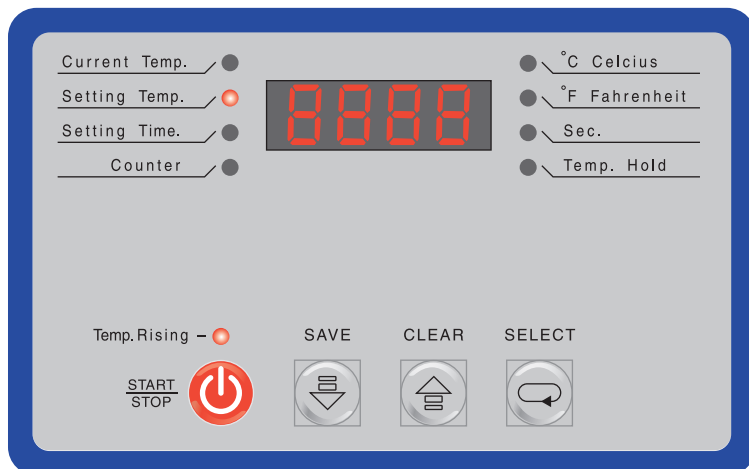 Current Temp.
Setting Temp.
Setting Time.
Counter
8888
°C Celcius
°F Fahrenheit
Sec.
Temp. Hold
Temp. Rising –
START
STOP
SAVE
CLEAR
SELECT